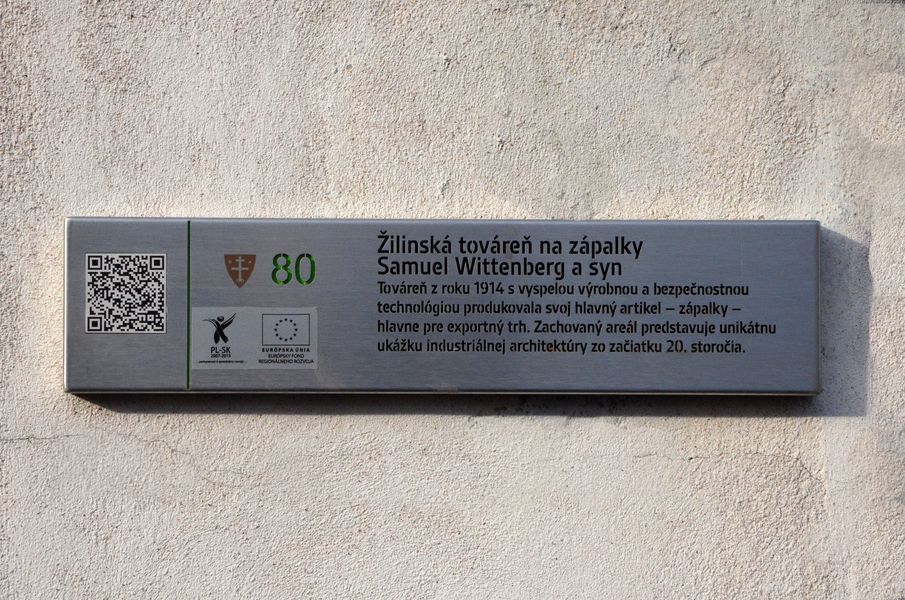 80
Žilinská továreň na zápalky
Samuel Wittenberg a syn
Továreň z roku 1914 s vyspelou výrobnou a bezpečnostnou
technológiou produkovala svoj hlavný artikel – zápalky –
hlavne pre exportný trh. Zachovaný areál predstavuje unikátnu
ukážku industriálnej architektúry zo začiatku 20. storočia.
PL-SK
2007-2013
EURÓPSKA ÚNIA
EURÓPSKY FOND
REGIONÁLNEHO ROZVOJA